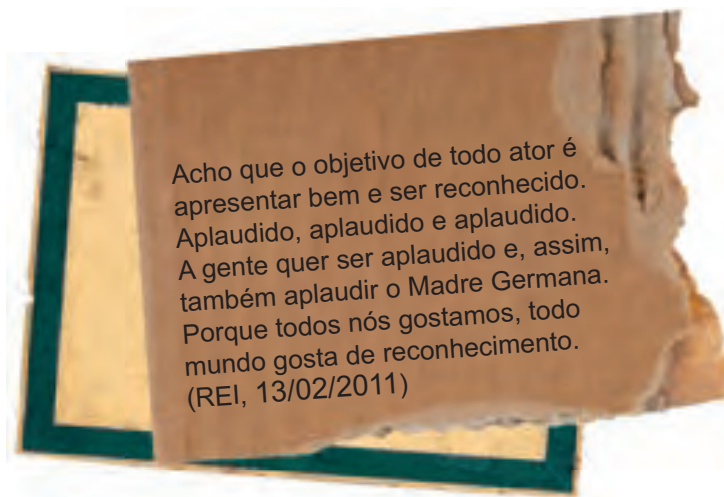 Acho que o objetivo de todo ator é
apresentar bem e ser reconhecido.
Aplaudido, aplaudido e aplaudido.
A gente quer ser aplaudido e, assim,
também aplaudir o Madre Germana.
Porque todos nós gostamos, todo
mundo gosta de reconhecimento.
(REI, 13/02/2011)